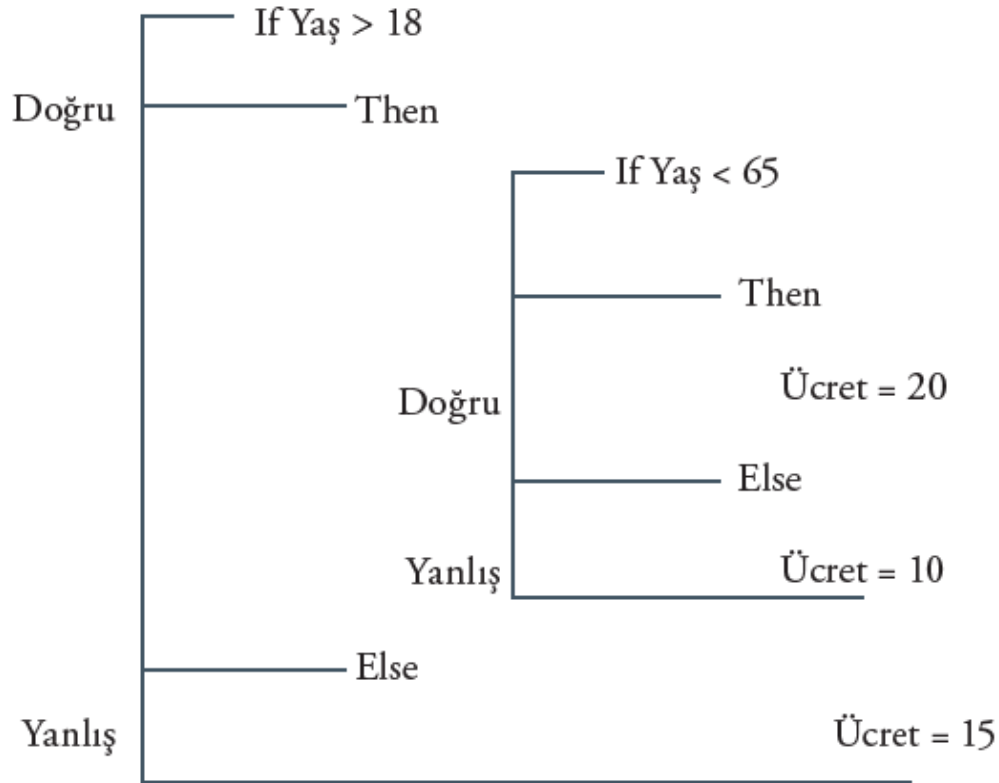 If Yaş > 18
Doğru
Then
If Yaş < 65
Then
Doğru
Ücret = 20
Else
Yanlış
Ücret = 10
Else
Yanlış
Ücret = 15